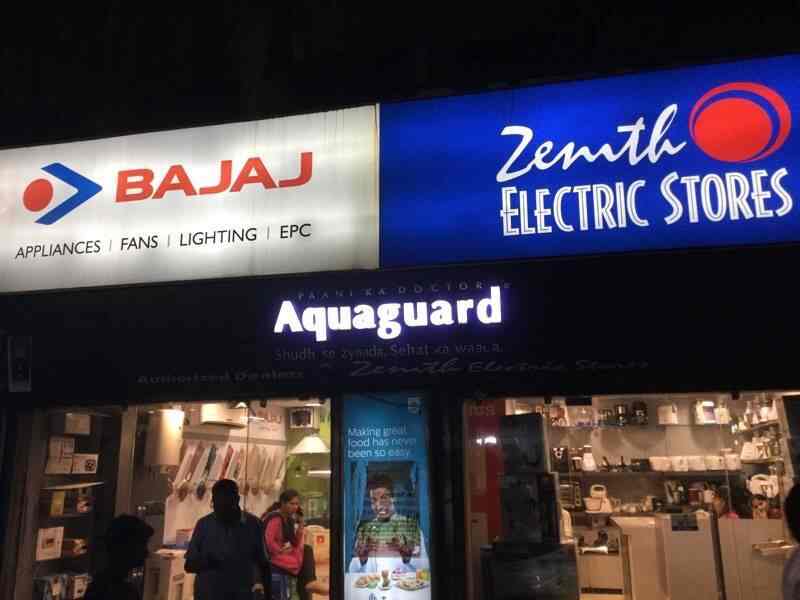 BAJAJ
APPLIANCES | FANS | LIGHTING | EPC
Zenith
ELECTRIC STORES
PAANI KA DOCTOR
Aquaguard
Shudh se zyaada, Sehat ka waada.
Authorized Dealers Zenith Electric Stores
Making great
food has never
been so easy.